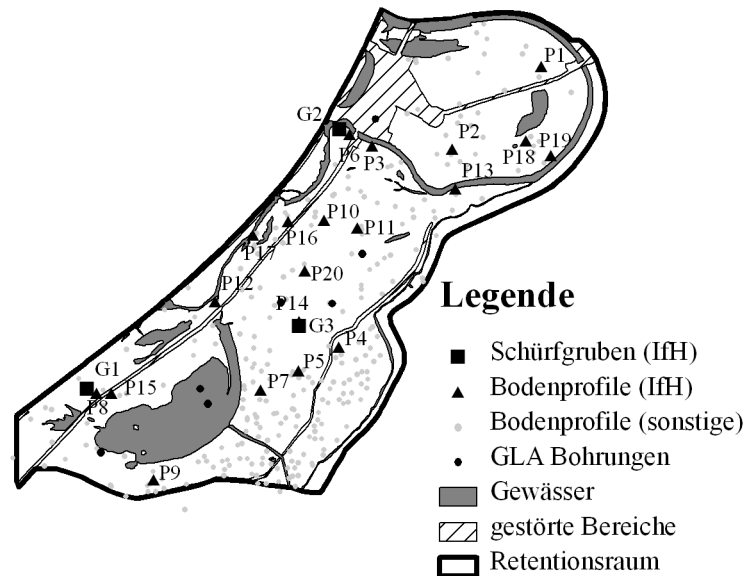 P1
G2
P2
P6
P3
P18
P19
P13
P10
P16
P11
P17
P20
P12
P14
G3
P4
P5
G1
P15
P7
P8
P9
Legende
Schürfgruben (IfH)
Bodenprofile (IfH)
Bodenprofile (sonstige)
GLA Bohrungen
Gewässer
gestörte Bereiche
Retentionsraum